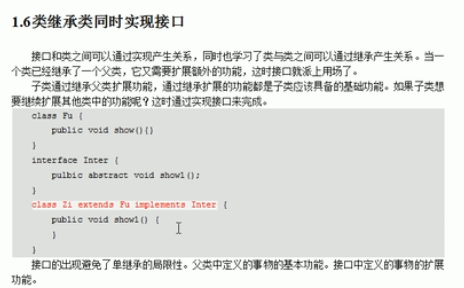 1.6类继承类同时实现接口
接口和类之间可以通过实现产生关系，同时也学习了类与类之间可以通过继承产生关系。当一
个类已经继承了一个父类，它又需要扩展额外的功能，这时接口就派上用场了。
子类通过继承父类扩展功能，通过继承扩展的功能都是子类应该具备的基础功能。如果子类想
要继续扩展其他类中的功能呢？这时通过实现接口来完成。
class Fu {
public void show(){}
}
interface Inter {
pulbic abstract void show1();
}
class Zi extends Fu implements Inter {
public void show1() {
}
}
接口的出现避免了单继承的局限性。父类中定义的事物的基本功能。接口中定义的事物的扩展
功能。